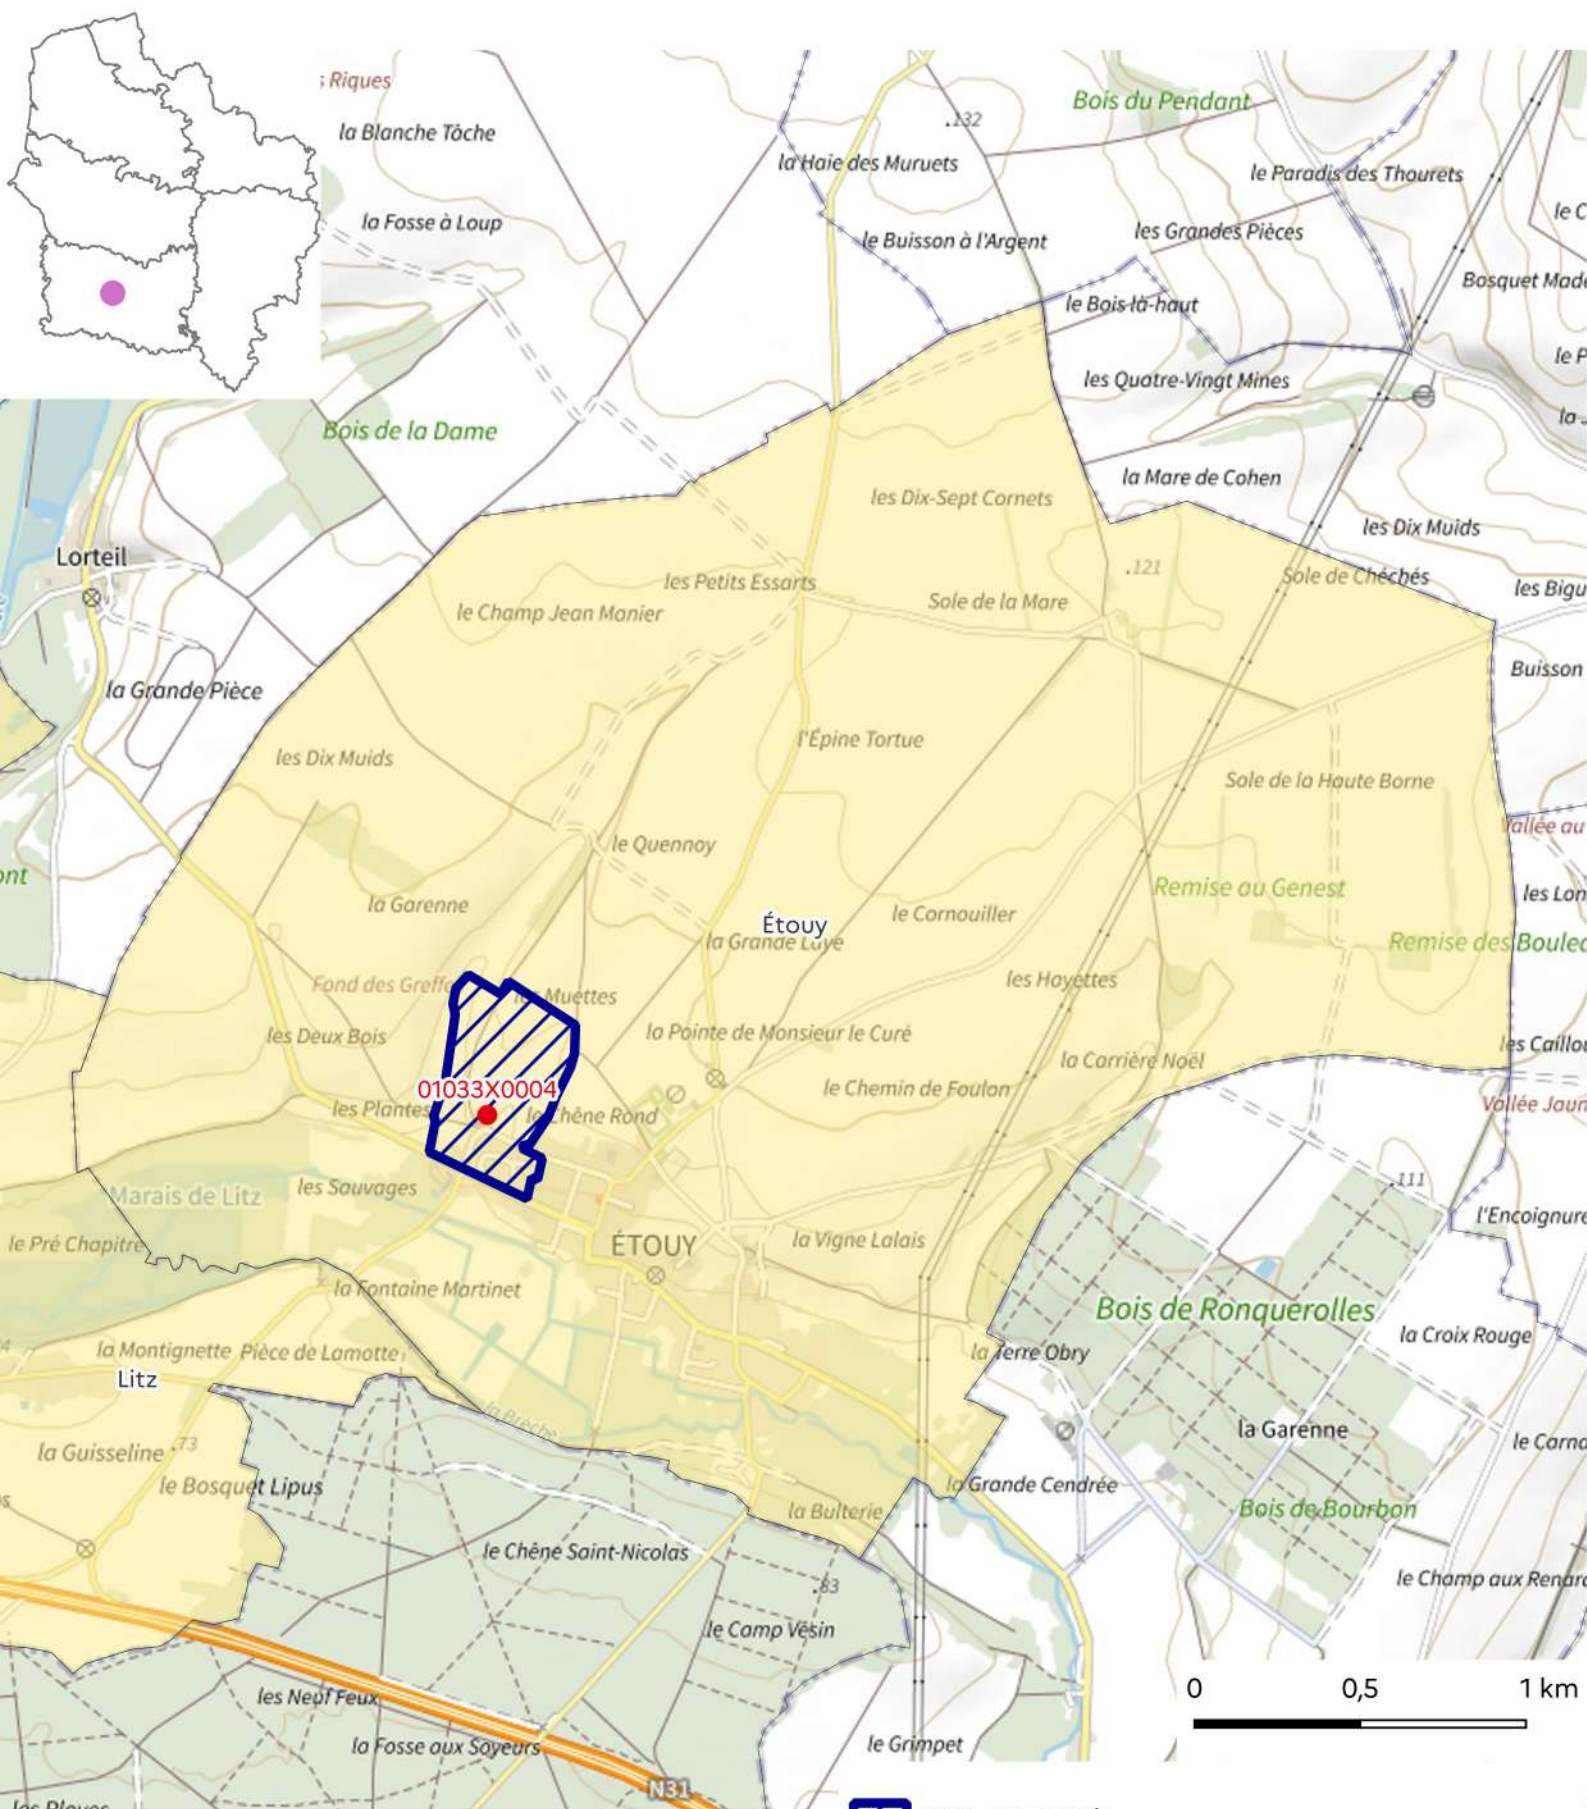 Riques
la Blanche Tâche
.132
Bois du Pendant
la Haie des Muruets
le Paradis des Thourets
la Fosse à Loup
le Buisson à l'Argent
les Grandes Pièces
le Bois-là-haut
les Quatre-Vingt Mines
Bois de la Dame
la Mare de Cohen
les Dix-Sept Cornets
les Dix Muids
Lorteil
les Petits Essarts
.121
Sole de Chéchés
le Champ Jean Manier
Sole de la Mare
la Grande Pièce
Buisson
l'Épine Tortue
les Dix Muids
Sole de la Haute Borne
Vallée au
le Quennoy
Remise au Genest
la Garenne
Étouy
le Cornouiller
la Grande Laye
Remise des
Fond des
les Hayettes
Muettes
les Deux Bois
la Pointe de Monsieur le Curé
la Carrière Noël
01033X0004
le Chemin de Foulon
les Plantes
le Chêne Rond
Vallée
.111
Marais de Litz
les Sauvages
l'Encoignure
le Pré Chapitre
ÉTOUY
la Vigne Lalais
la Fontaine Martinet
Bois de Ronquerolles
la Croix Rouge
la Montignette
Pièce de Lamotte
la Terre Obry
Litz
la Brèche
la Garenne
la Guisseline
73
le Bosquet Lipus
la Grande Cendrée
la Bulterie
Bois de Bourbon
le Chêne Saint-Nicolas
.83
le Champ aux
le Camp Vésin
0 0,5 1 km
les Neuf Feux
la Fosse aux Soyeurs
le Grimpet
N31